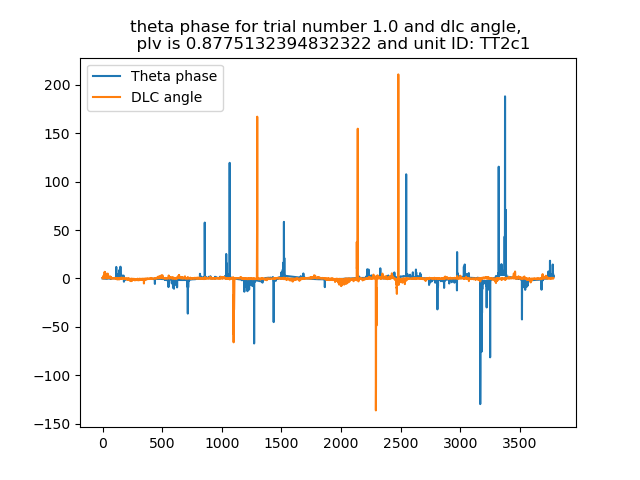 theta phase for trial number 1.0 and dlc angle,
plv is 0.8775132394832322 and unit ID: TT2c1
Theta phase
DLC angle
200
150
100
50
0
−50
−100
−150
0 500 1000 1500 2000 2500 3000 3500